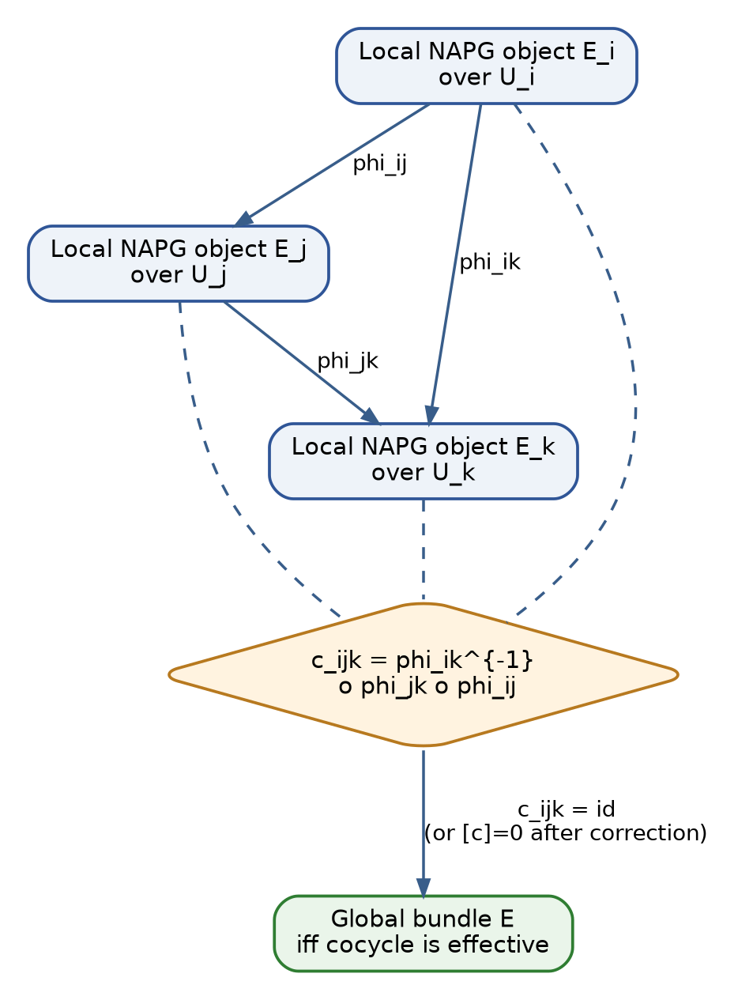 Local NAPG object E_i
over U_i
phi_ij
Local NAPG object E_j
over U_j
phi_ik
phi_jk
Local NAPG object E_k
over U_k
c_ijk = phi_ik^{-1}
o phi_jk o phi_ij
c_ijk = id
(or [c]=0 after correction)
Global bundle E
iff cocycle is effective